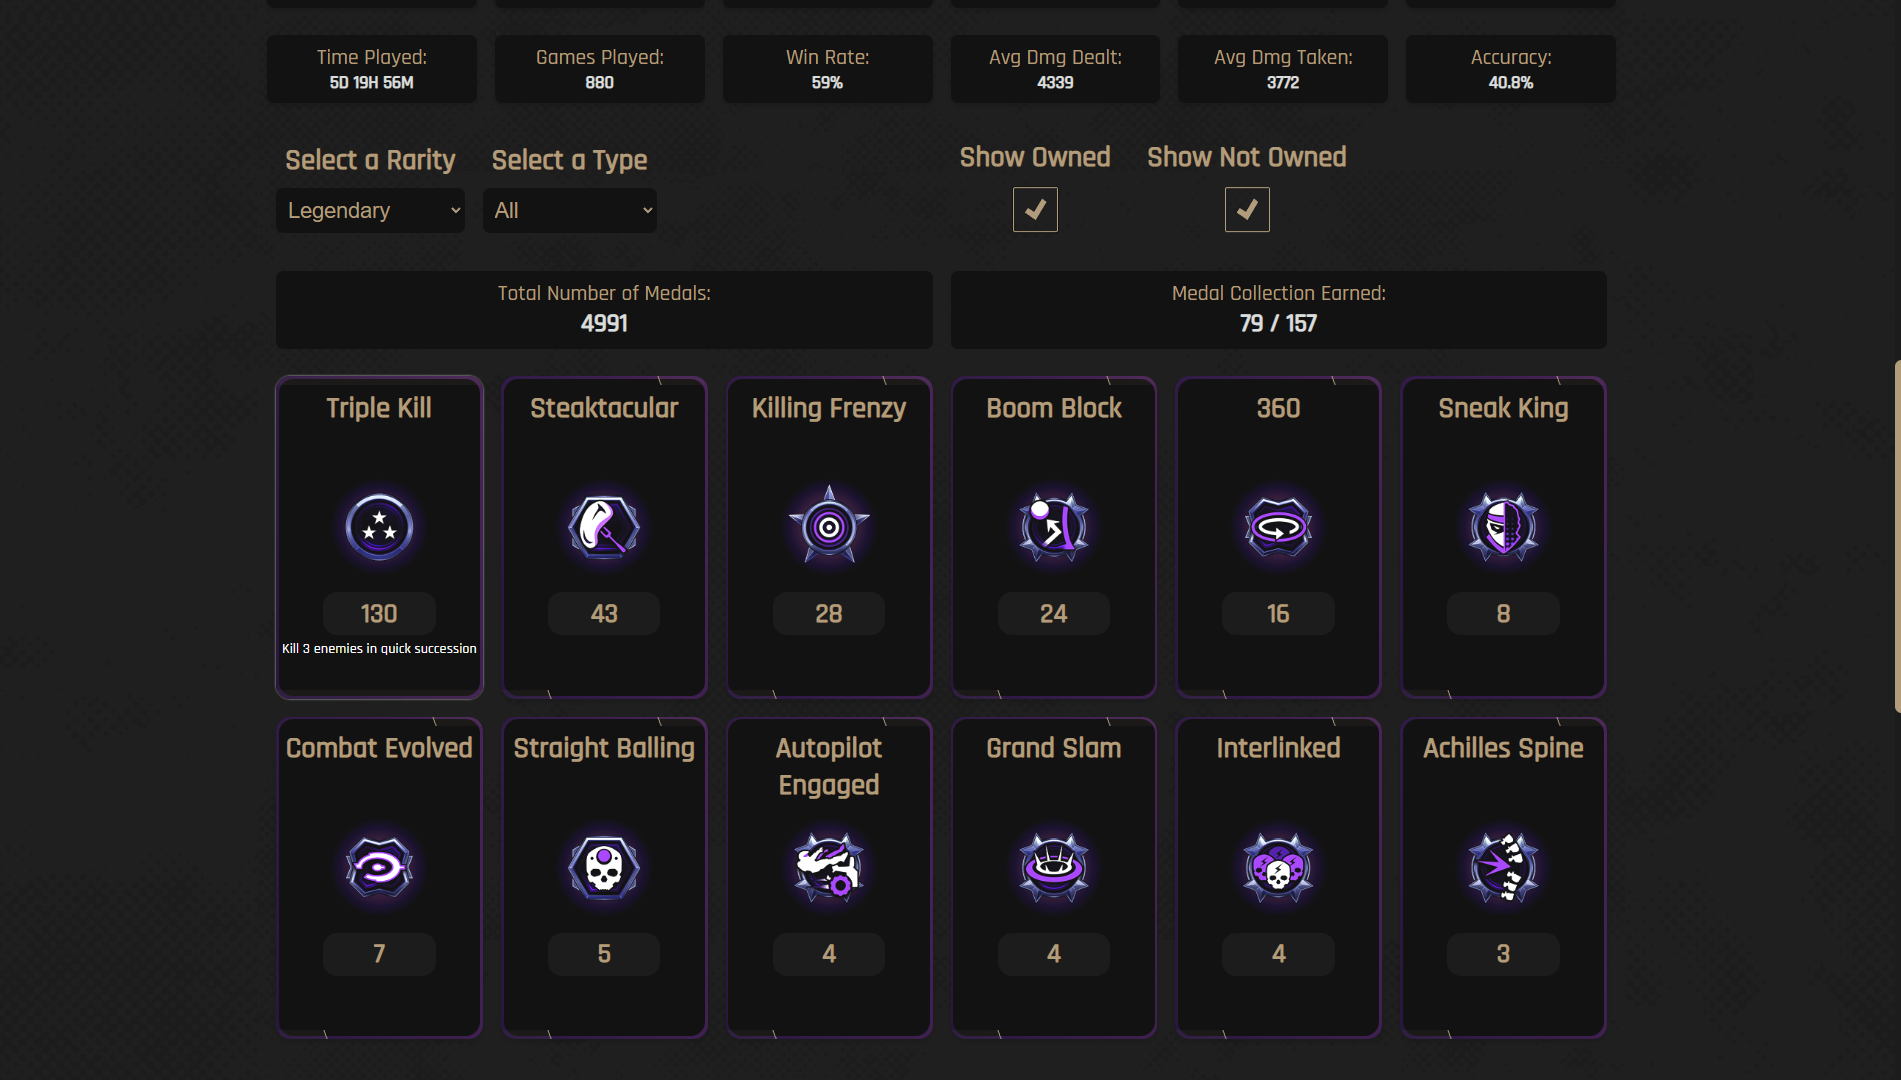 Time Played:
5D 19H 56M
Games Played:
880
Win Rate:
59%
Avg Dmg Dealt:
4339
Avg Dmg Taken:
3772
Accuracy:
40.8%
Select a Rarity
Legendary
Select a Type
All
Show Owned
Show Not Owned
Total Number of Medals:
4991
Medal Collection Earned:
79 / 157
Triple Kill
130
Kill 3 enemies in quick succession
Steaktacular
43
Killing Frenzy
28
Boom Block
24
360
16
Sneak King
8
Combat Evolved
7
Straight Balling
5
Autopilot
Engaged
4
Grand Slam
4
Interlinked
4
Achilles Spine
3